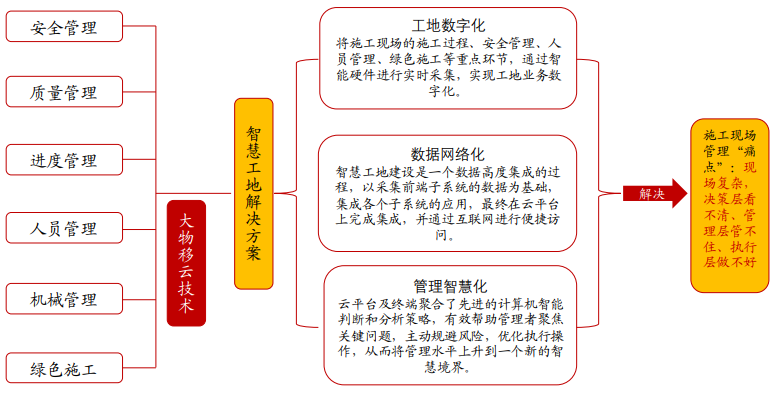 安全管理
质量管理
进度管理
人员管理
机械管理
绿色施工
大物移云技术
智慧工地解决方案
工地数字化
将施工现场的施工过程、安全管理、人
员管理、绿色施工等重点环节，通过智
能硬件进行实时采集，实现工地业务数
字化。
数据网络化
智慧工地建设是一个数据高度集成的过
程，以采集前端子系统的数据为基础，
集成各个子系统的应用，最终在云平台
上完成集成，并通过互联网进行便捷访
问。
管理智慧化
云平台及终端聚合了先进的计算机智能
判断和分析策略，有效帮助管理者聚焦
关键问题，主动规避风险，优化执行操
作，从而将管理水平上升到一个新的智
慧境界。
解决
施工现场
管理“痛
点”：现
场复杂，
决策层看
不清、管
理层管不
住、执行
层做不好